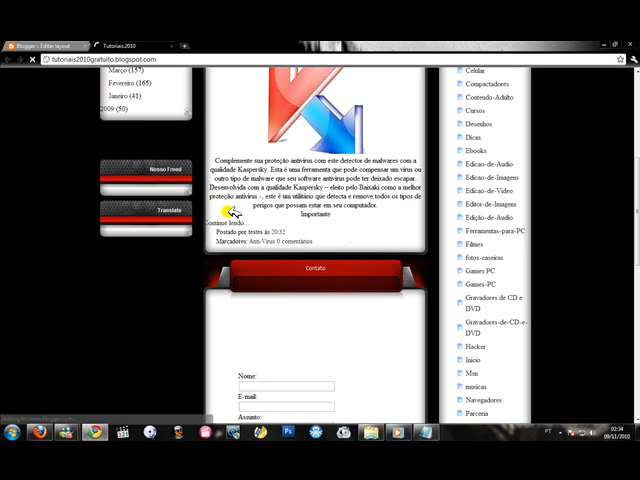 Blogger :: Editar layout
Tutoriais.2010
tutoriais2010gratuito.blogspot.com
Março (157)
Fevereiro (165)
Janeiro (41)
2009 (50)
Nosso Freed
Translate
Complemente sua proteção antivirus com este detector de malwares com a
qualidade Kaspersky. Esta é uma ferramenta que pode compensar um vírus ou
outro tipo de malware que seu software antivirus pode ter deixado escapar.
Desenvolvida com a qualidade Kaspersky – eleito pelo Baixaki como a melhor
proteção antivirus -, este é um utilitário que detecta e remove todos os tipos de
perigos que possam estar em seu computador.
Importante
Continue lendo...
Postado por testes às 20:32
Marcadores: Anti-Virus 0 comentários
Contato
Nome:
E-mail:
Assunto:
Celular
Compactadores
Conteudo-Adulto
Cursos
Desenhos
Dicas
Ebooks
Edicao-de-Audio
Edicao-de-Imagens
Edicao-de-Video
Editor-de-Imagens
Edição-de-Audio
Ferramentas-para-PC
Filmes
fotos-caseiras
Games PC
Games-PC
Gravadores de CD e
DVD
Gravadores-de-CD-e-
DVD
Hacker
Inicio
Msn
musicas
Navegadores
Parceria
PT
02:34
09/11/2010